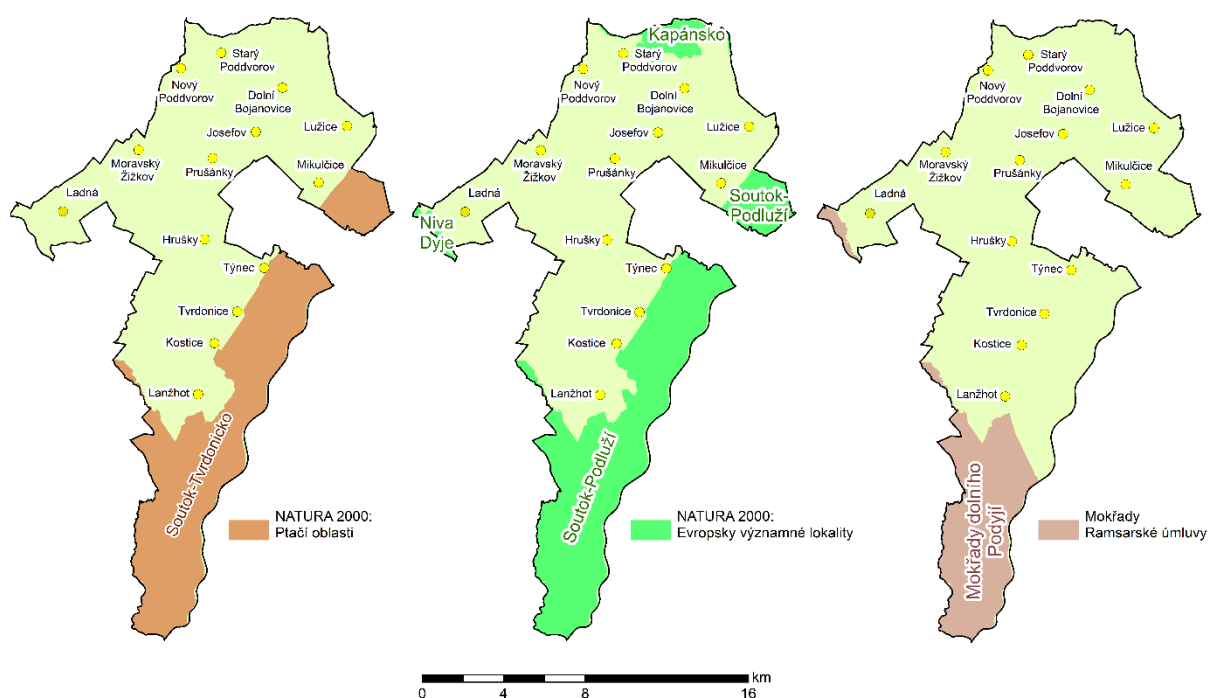 Starý
Poddvorov
Nový
Poddvorov
Dolní
Bojanovice
Josefov
Lužice
Moravský
Žižkov
Prušánky
Mikulčice
Ladná
Hrušky
Týnec
Tvrdonice
Kostice
Lanžhot
Soutok-Tvrdonicko
NATURA 2000:
Ptačí oblasti
Kapánsko
Starý
Poddvorov
Nový
Poddvorov
Dolní
Bojanovice
Josefov
Lužice
Moravský
Žižkov
Prušánky
Mikulčice
Ladná
Soutok-
Podluží
Niva
Dyje
Hrušky
Týnec
Tvrdonice
Kostice
Lanžhot
Soutok-Podluží
NATURA 2000:
Evropsky významné lokality
Starý
Poddvorov
Nový
Poddvorov
Dolní
Bojanovice
Josefov
Lužice
Moravský
Žižkov
Prušánky
Mikulčice
Ladná
Hrušky
Týnec
Tvrdonice
Kostice
Lanžhot
Mokřady dolního
Podyjí
Mokřady
Ramsarské úmluvy
km
0 4 8 16